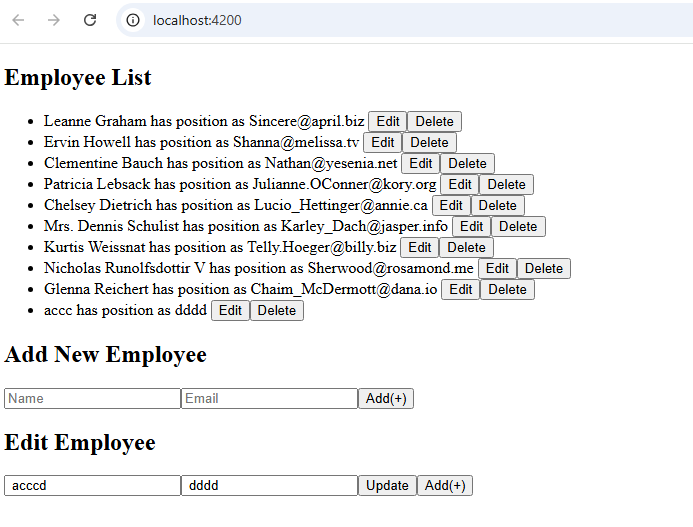 localhost:4200
Employee List
Leanne Graham has position as Sincere@april.biz Edit Delete
Ervin Howell has position as Shanna@melissa.tv Edit Delete
Clementine Bauch has position as Nathan@yesenia.net Edit Delete
Patricia Lebsack has position as Julianne.OConner@kory.org Edit Delete
Chelsey Dietrich has position as Lucio_Hettinger@annie.ca Edit Delete
Mrs. Dennis Schulist has position as Karley_Dach@jasper.info Edit Delete
Kurtis Weissnat has position as Telly.Hoeger@billy.biz Edit Delete
Nicholas Runolfsdottir V has position as Sherwood@rosamond.me Edit Delete
Glenna Reichert has position as Chaim_McDermott@dana.io Edit Delete
accc has position as dddd Edit Delete
Add New Employee
Name Email Add(+)
Edit Employee
acccd dddd Update Add(+)